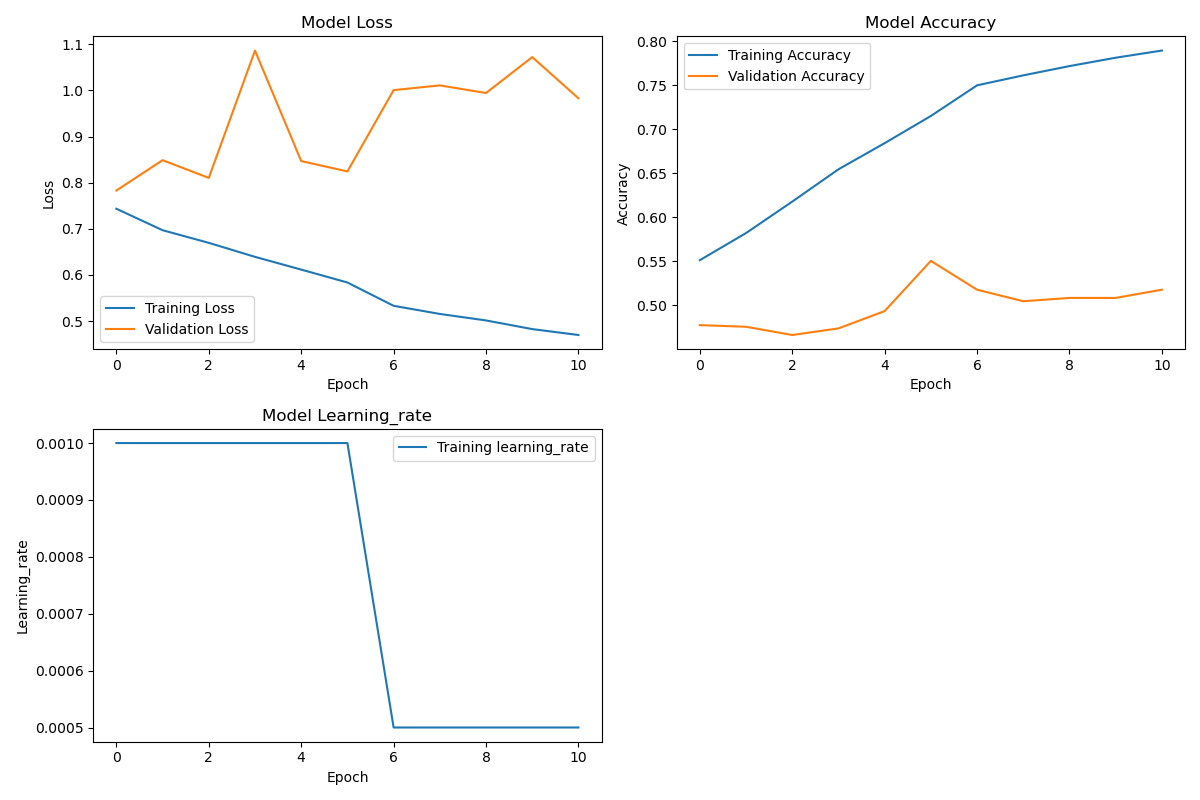 Model Loss
1.1
1.0
0.9
0.8
0.7
0.6
0.5
Loss
Training Loss
Validation Loss
0 2 4 6 8 10
Epoch
Model Accuracy
0.80
0.75
0.70
0.65
0.60
0.55
0.50
Accuracy
Training Accuracy
Validation Accuracy
0 2 4 6 8 10
Epoch
Model Learning_rate
0.0010
0.0009
0.0008
0.0007
0.0006
0.0005
Learning_rate
Training learning_rate
0 2 4 6 8 10
Epoch